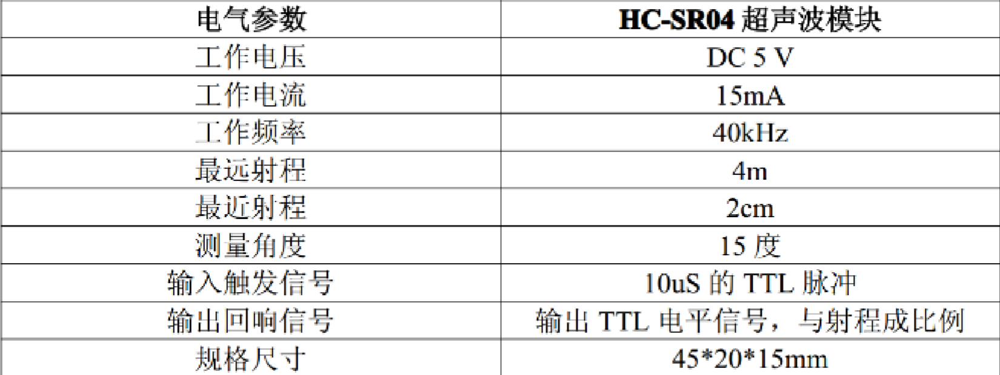 电气参数 HC-SR04 超声波模块
工作电压 DC 5 V
工作电流 15mA
工作频率 40kHz
最远射程 4m
最近射程 2cm
测量角度 15 度
输入触发信号 10uS 的 TTL 脉冲
输出回响信号 输出 TTL 电平信号，与射程成比例
规格尺寸 45*20*15mm